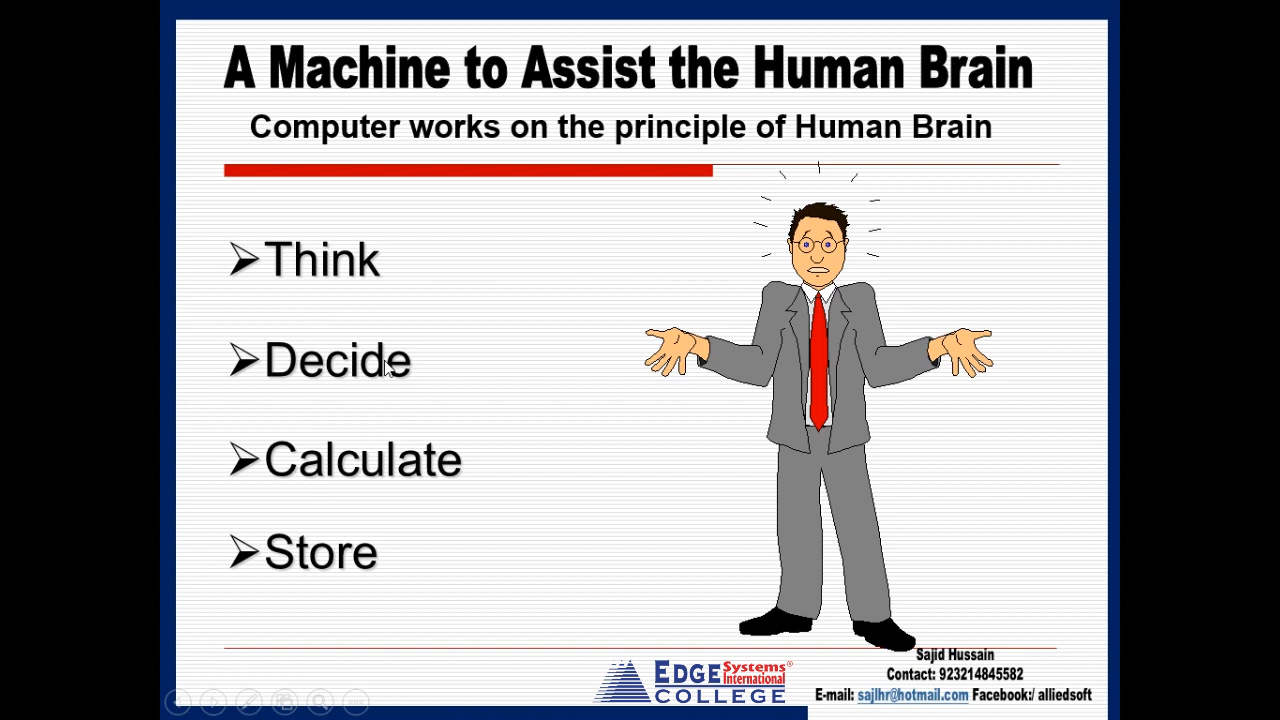 A Machine to Assist the Human Brain
Computer works on the principle of Human Brain
Think
Decide
Calculate
Store
EDGE Systems International COLLEGE
Sajid Hussain
Contact: 923214845582
E-mail: sajlhr@hotmail.com Facebook:/ alliedsoft